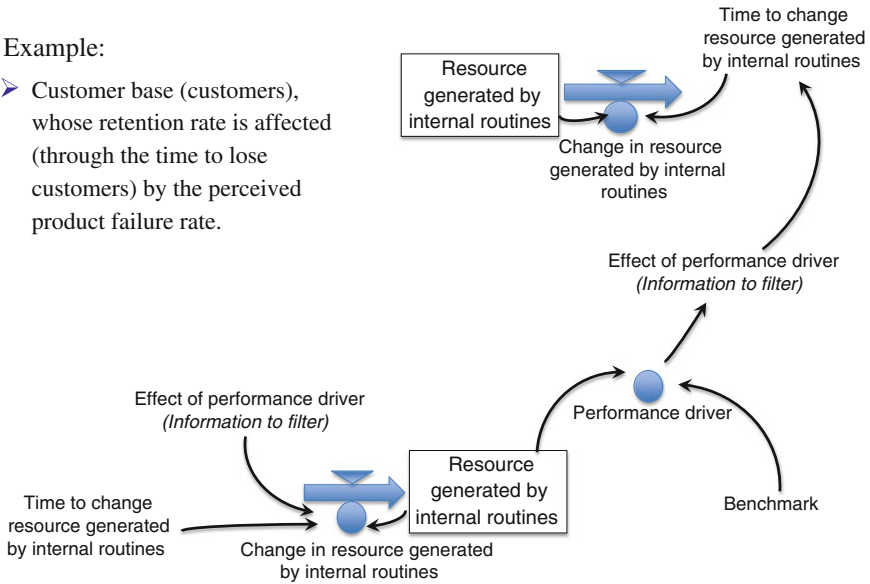 Example:
➢ Customer base (customers),
whose retention rate is affected
(through the time to lose
customers) by the perceived
product failure rate.
Resource
generated by
internal routines
Time to change
resource generated
by internal routines
Change in resource
generated by internal
routines
Effect of performance driver
(Information to filter)
Performance driver
Benchmark
Effect of performance driver
(Information to filter)
Time to change
resource generated
by internal routines
Resource
generated by
internal routines
Change in resource generated
by internal routines